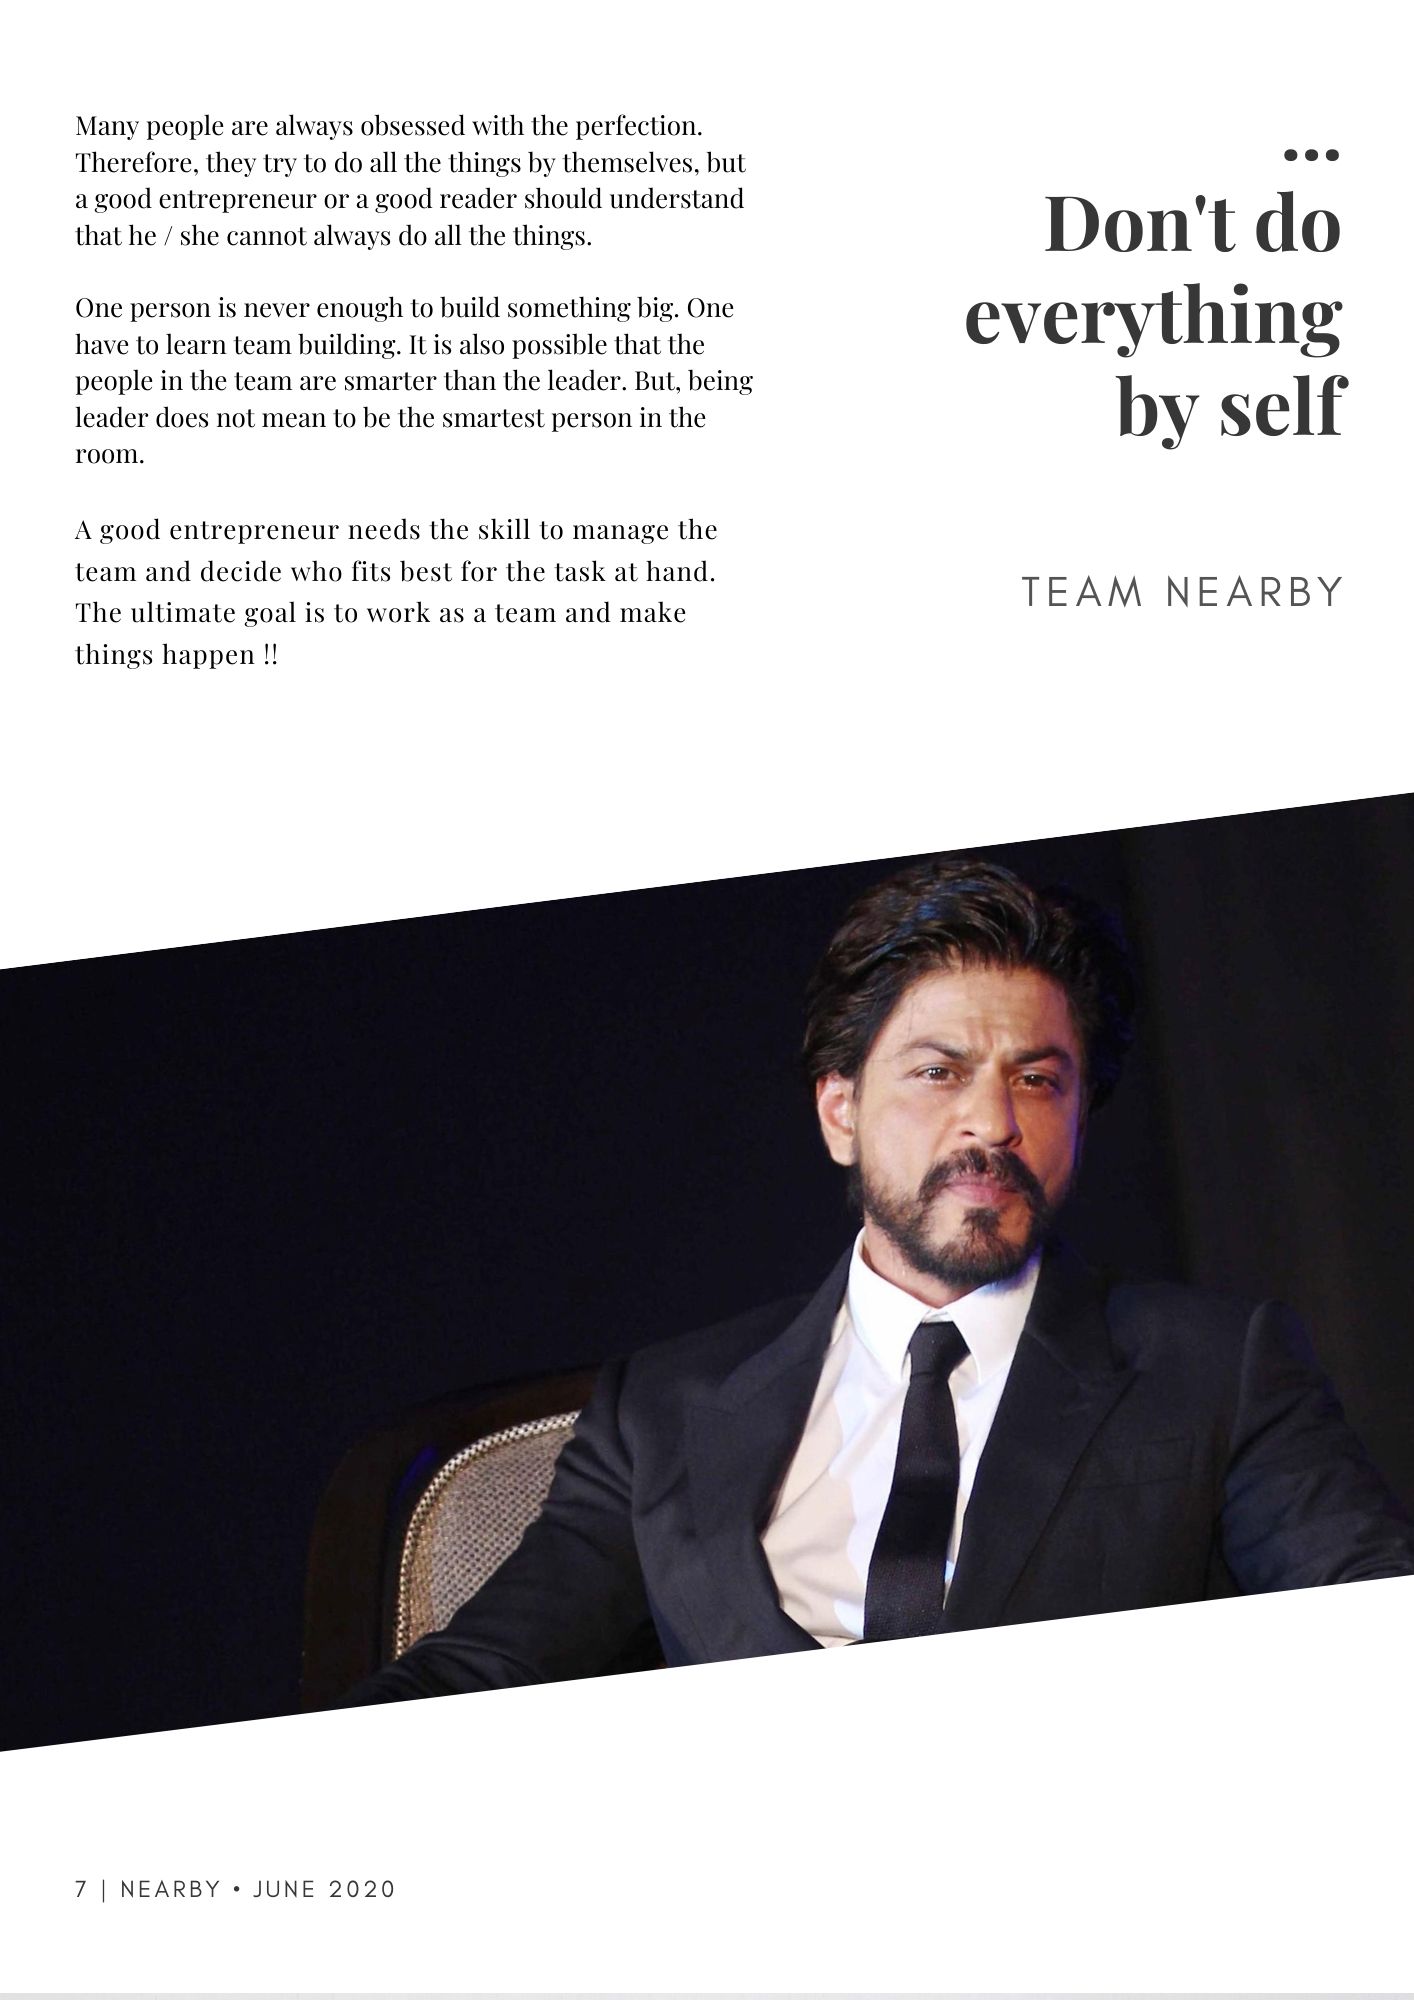 Many people are always obsessed with the perfection.
Therefore, they try to do all the things by themselves, but
a good entrepreneur or a good reader should understand
that he / she cannot always do all the things.
One person is never enough to build something big. One
have to learn team building. It is also possible that the
people in the team are smarter than the leader. But, being
leader does not mean to be the smartest person in the
room.
A good entrepreneur needs the skill to manage the
team and decide who fits best for the task at hand.
The ultimate goal is to work as a team and make
things happen !!
...
Don't do
everything
by self
TEAM NEARBY
7 | NEARBY • JUNE 2020